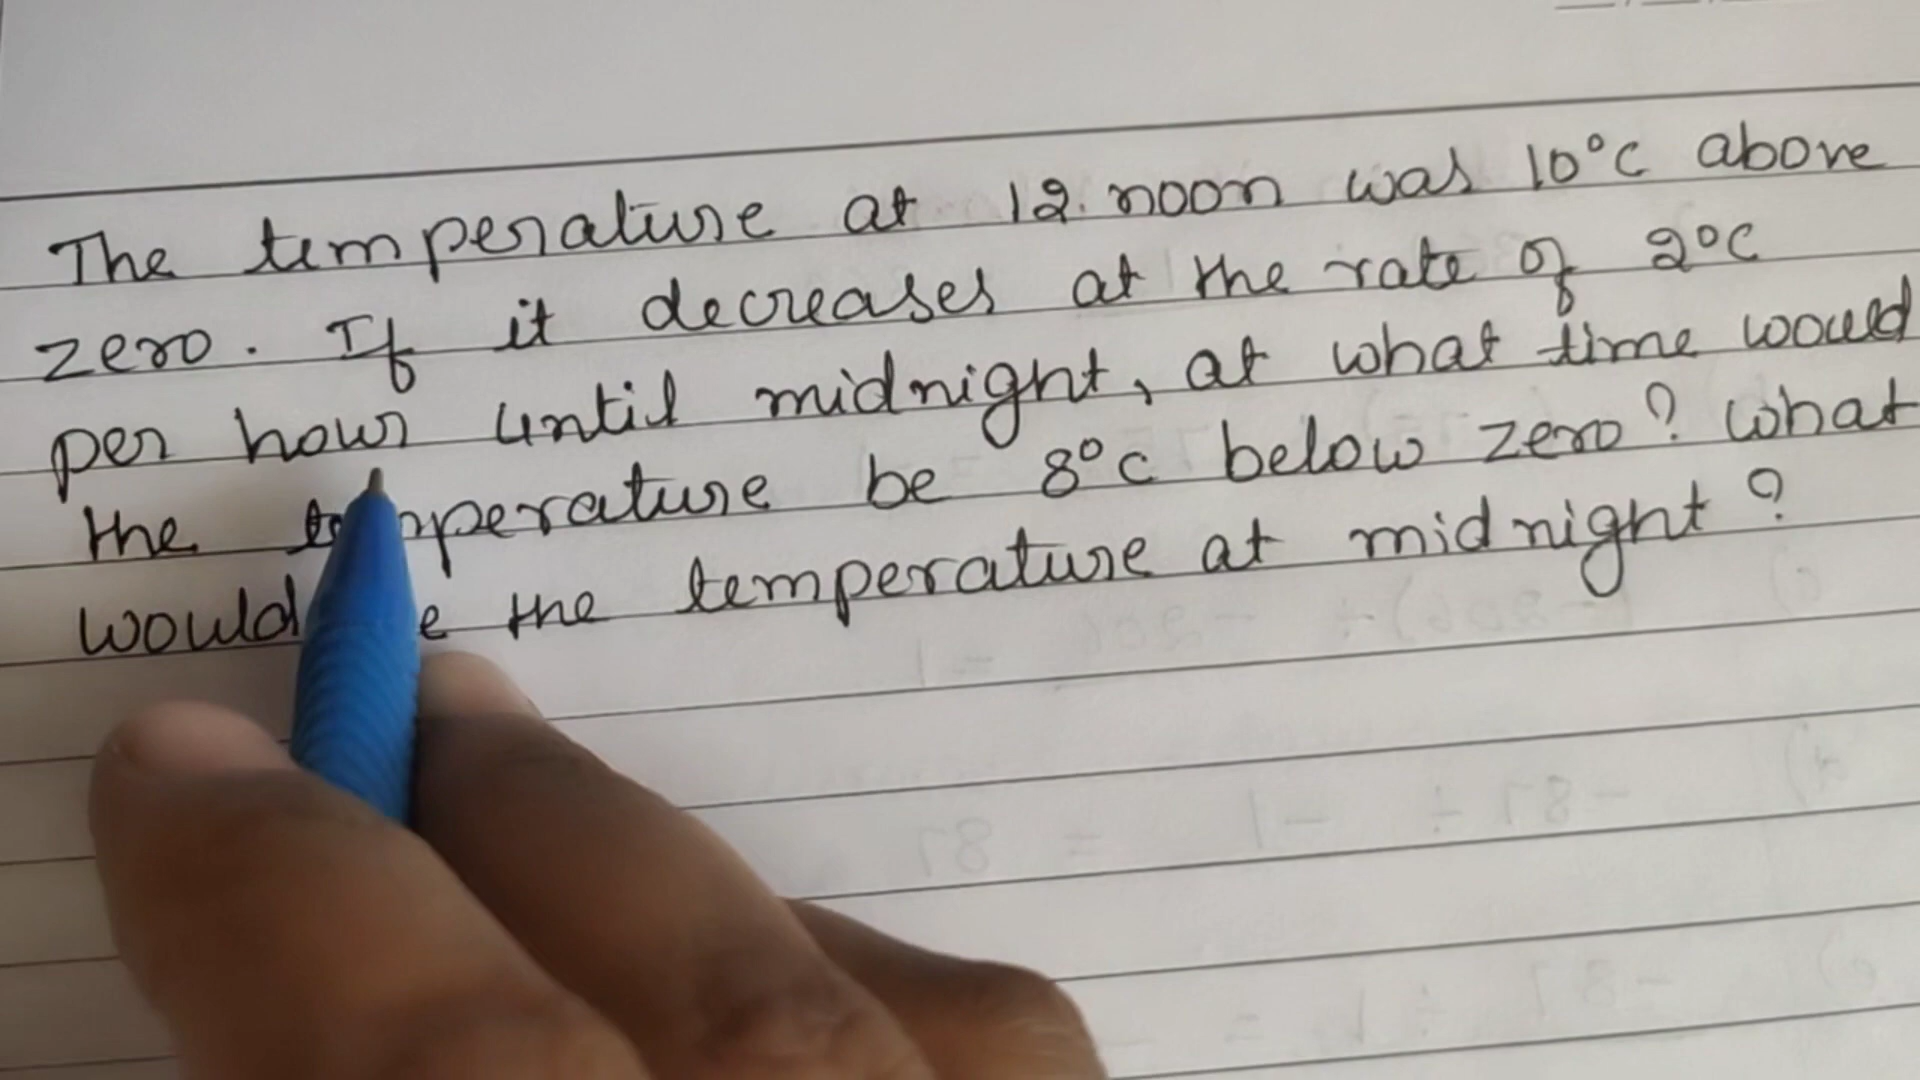 The temperature at 12 noon was 10°C above
zero. If it decreases at the rate of 2°C
per hour until midnight, at what time would
the temperature be 8°C below zero? What
would the temperature at midnight?